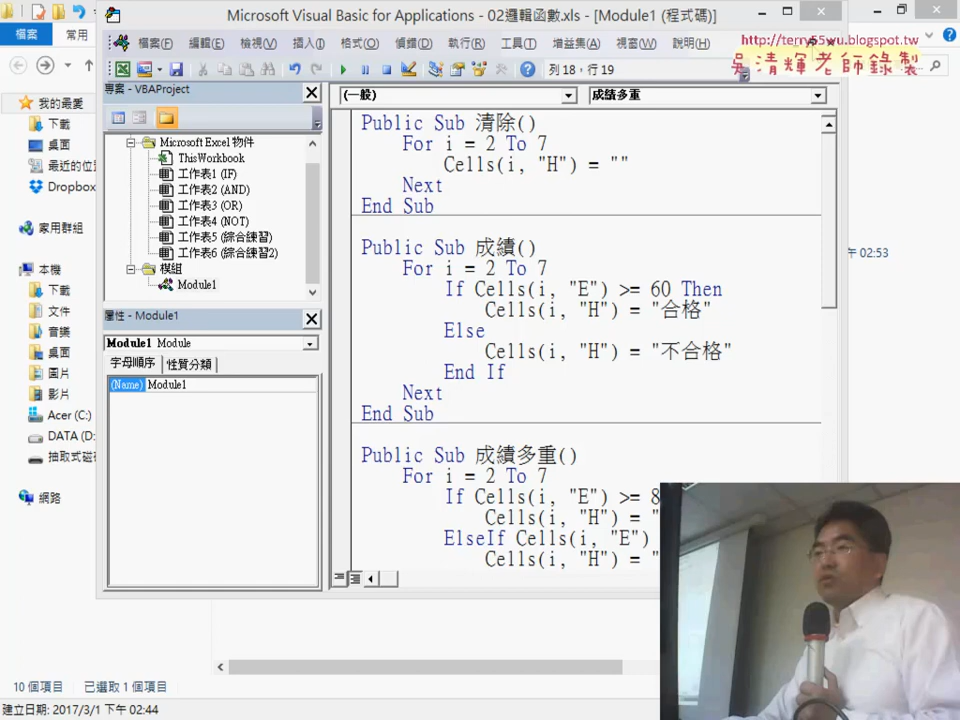 Microsoft Visual Basic for Applications - 02邏輯函數.xls - [Module1 (程式碼)]
檔案
常用
檔案(F) 編輯(E) 檢視(V) 插入(I) 格式(O) 偵錯(D) 執行(R) 工具(T) 增益集(A) 視窗(W) 說明(H)
http://terry55wu.blogspot.tw
吳清輝老師錄製
列 18，行 19
專案 - VBAProject
Microsoft Excel 物件
ThisWorkbook
工作表1 (IF)
工作表2 (AND)
工作表3 (OR)
工作表4 (NOT)
工作表5 (綜合練習)
工作表6 (綜合練習2)
模組
Module1
屬性 - Module1
Module1 Module
字母順序 性質分類
(Name) Module1
我的最愛
下載
桌面
最近的位
Dropbox
家用群組
本機
下載
文件
音樂
桌面
圖片
影片
Acer (C:)
DATA (D:
抽取式磁
網路
(一般)
成績多重
Public Sub 清除()
For i = 2 To 7
Cells(i, "H") = ""
Next
End Sub
Public Sub 成績()
For i = 2 To 7
If Cells(i, "E") >= 60 Then
Cells(i, "H") = "合格"
Else
Cells(i, "H") = "不合格"
End If
Next
End Sub
Public Sub 成績多重()
For i = 2 To 7
If Cells(i, "E") >= 8
Cells(i, "H") = "
ElseIf Cells(i, "E")
Cells(i, "H") = "
午 02:53
10 個項目
已選取 1 個項目
建立日期: 2017/3/1 下午 02:44